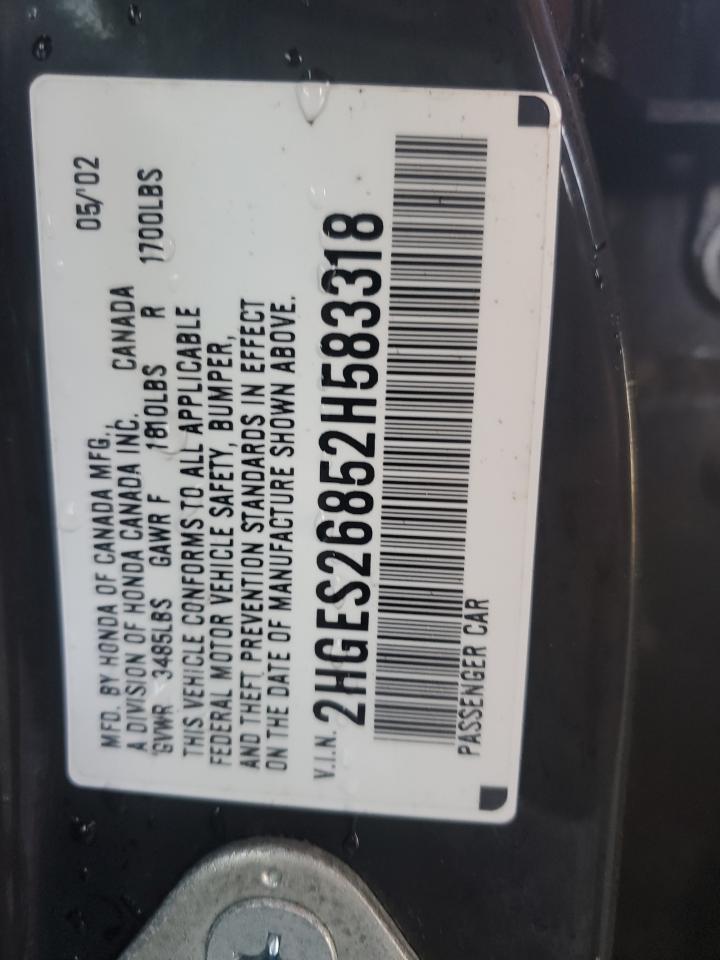 MFD. BY HONDA OF CANADA MFG., CANADA 05/'02
A DIVISION OF HONDA CANADA INC.
GVWR 3485LBS GAWR F 1810LBS R 1700LBS
THIS VEHICLE CONFORMS TO ALL APPLICABLE
FEDERAL MOTOR VEHICLE SAFETY, BUMPER,
AND THEFT PREVENTION STANDARDS IN EFFECT
ON THE DATE OF MANUFACTURE SHOWN ABOVE.
V.I.N. 2HGES26852H583318
PASSENGER CAR